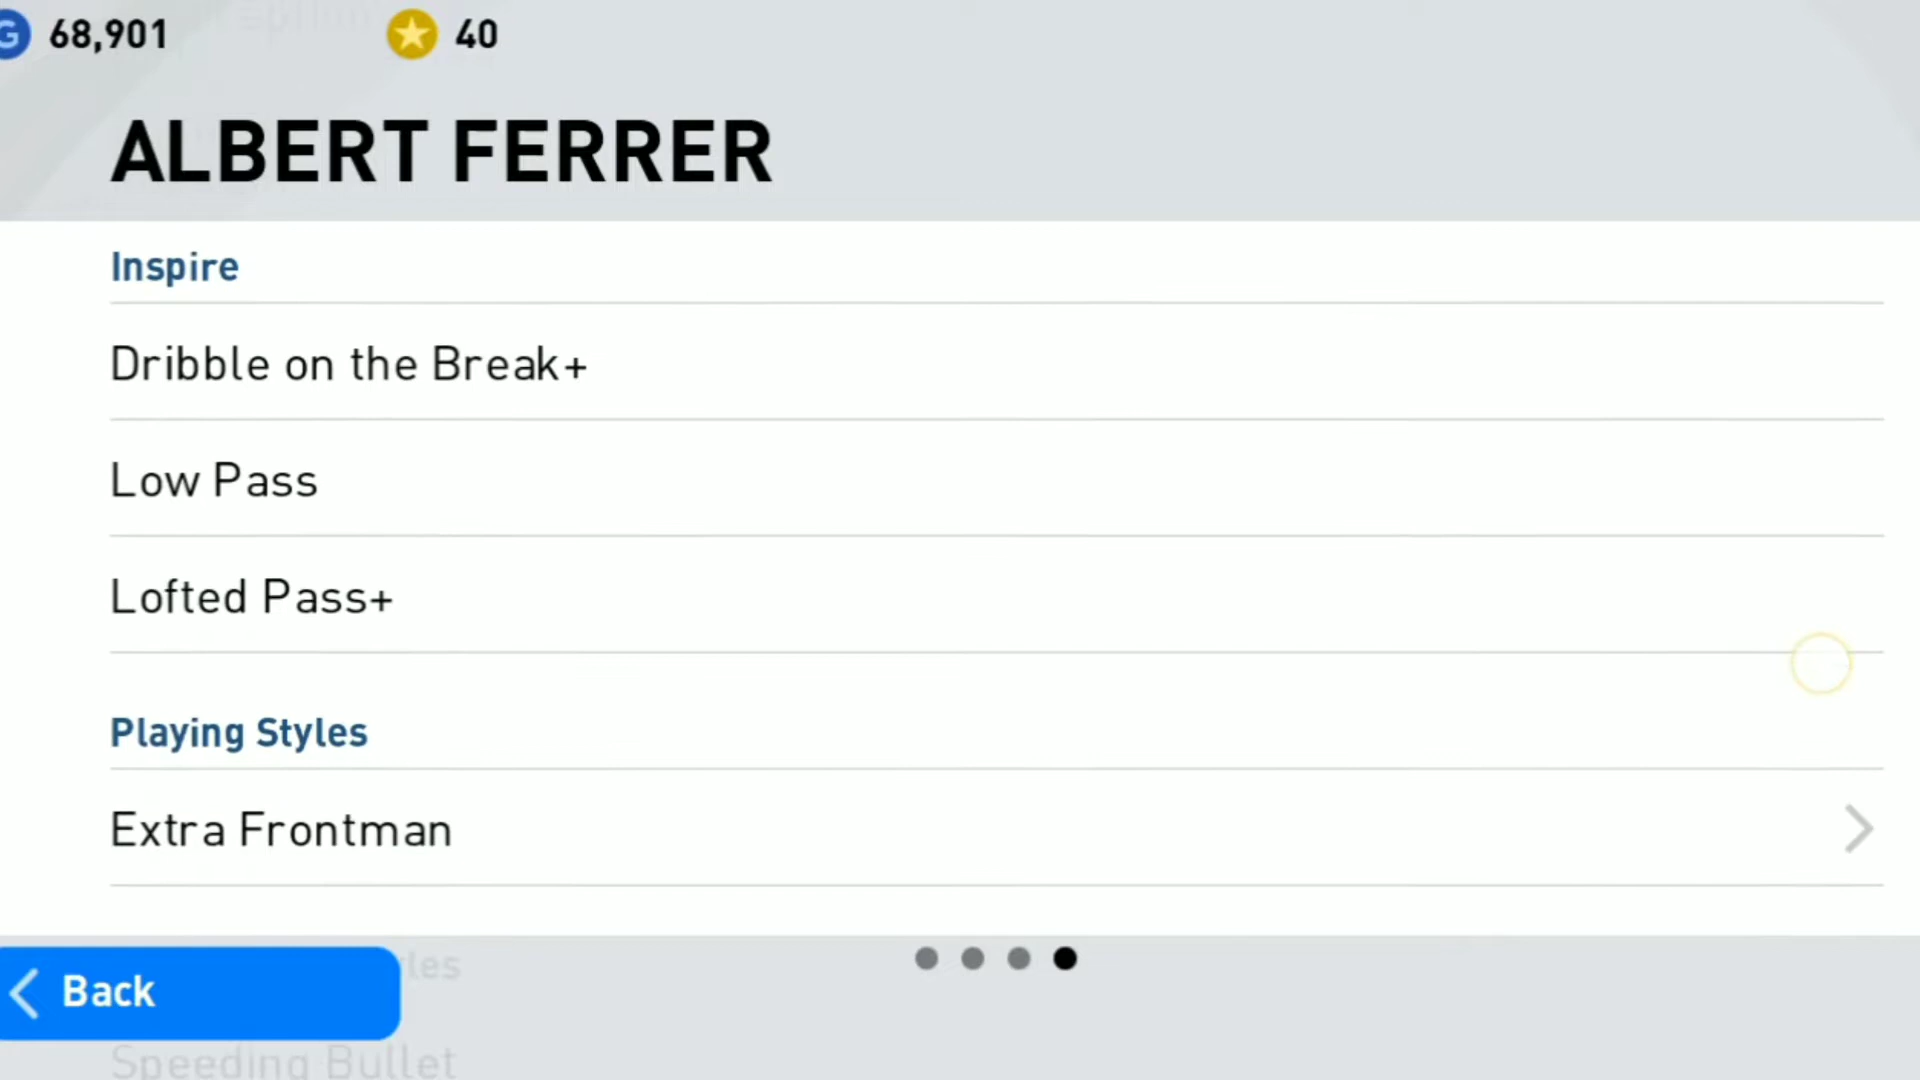 G 68,901 40
ALBERT FERRER
Inspire
Dribble on the Break+
Low Pass
Lofted Pass+
Playing Styles
Extra Frontman
Back
Speeding Bullet